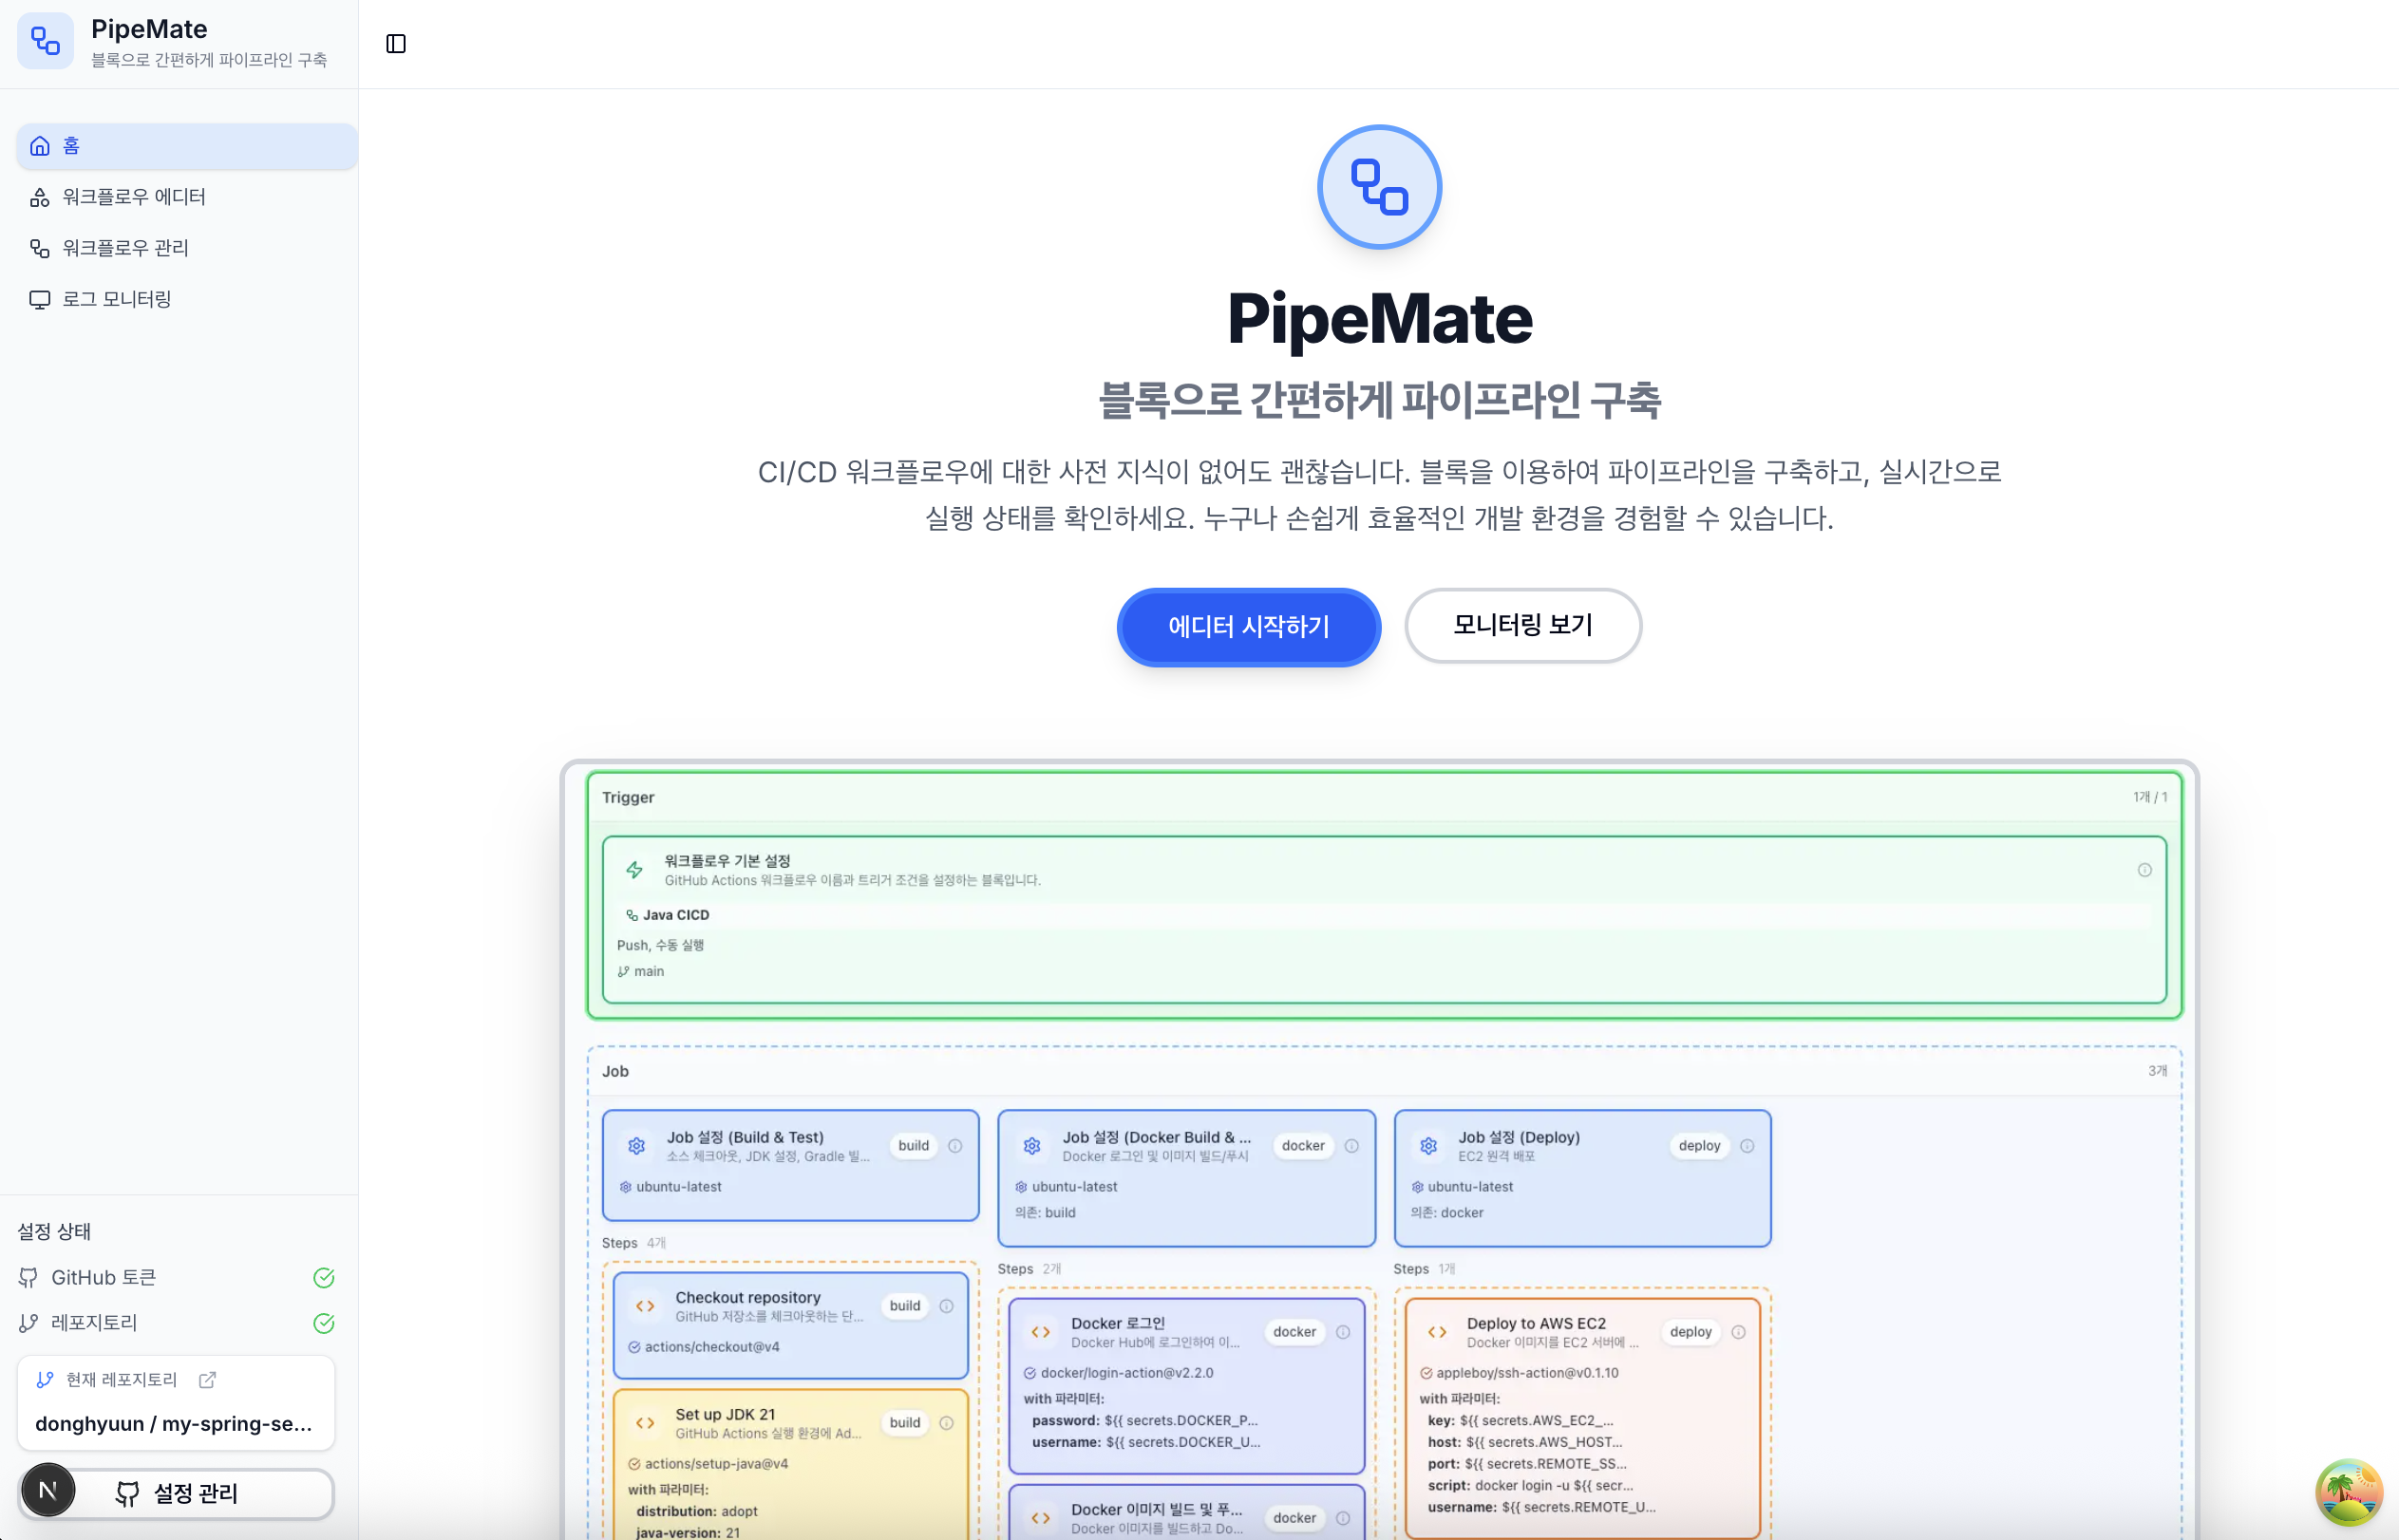 PipeMate
블록으로 간편하게 파이프라인 구축
홈
워크플로우 에디터
워크플로우 관리
로그 모니터링
설정 상태
GitHub 토큰
레포지토리
현재 레포지토리
donghyuun / my-spring-se...
N
설정 관리
PipeMate
블록으로 간편하게 파이프라인 구축
CI/CD 워크플로우에 대한 사전 지식이 없어도 괜찮습니다. 블록을 이용하여 파이프라인을 구축하고, 실시간으로
실행 상태를 확인하세요. 누구나 손쉽게 효율적인 개발 환경을 경험할 수 있습니다.
에디터 시작하기
모니터링 보기
Trigger
1개 / 1
워크플로우 기본 설정
GitHub Actions 워크플로우 이름과 트리거 조건을 설정하는 블록입니다.
Java CICD
Push, 수동 실행
main
Job
3개
Job 설정 (Build & Test)
build
소스 체크아웃, JDK 설정, Gradle 빌...
ubuntu-latest
Steps 4개
Checkout repository
build
GitHub 저장소를 체크아웃하는 단...
actions/checkout@v4
Set up JDK 21
build
GitHub Actions 실행 환경에 Ad...
actions/setup-java@v4
with 파라미터:
distribution: adopt
java-version: 21
Job 설정 (Docker Build & ...
docker
Docker 로그인 및 이미지 빌드/푸시
ubuntu-latest
의존: build
Steps 2개
Docker 로그인
docker
Docker Hub에 로그인하여 이...
docker/login-action@v2.2.0
with 파라미터:
password: ${{ secrets.DOCKER_P...
username: ${{ secrets.DOCKER_U...
Docker 이미지 빌드 및 푸...
docker
Docker 이미지를 빌드하고 Do...
Job 설정 (Deploy)
deploy
EC2 원격 배포
ubuntu-latest
의존: docker
Steps 1개
Deploy to AWS EC2
deploy
Docker 이미지를 EC2 서버에 ...
appleboy/ssh-action@v0.1.10
with 파라미터:
key: ${{ secrets.AWS_EC2_...
host: ${{ secrets.AWS_HOST...
port: ${{ secrets.REMOTE_SS...
script: docker login -u ${{ secr...
username: ${{ secrets.REMOTE_U...